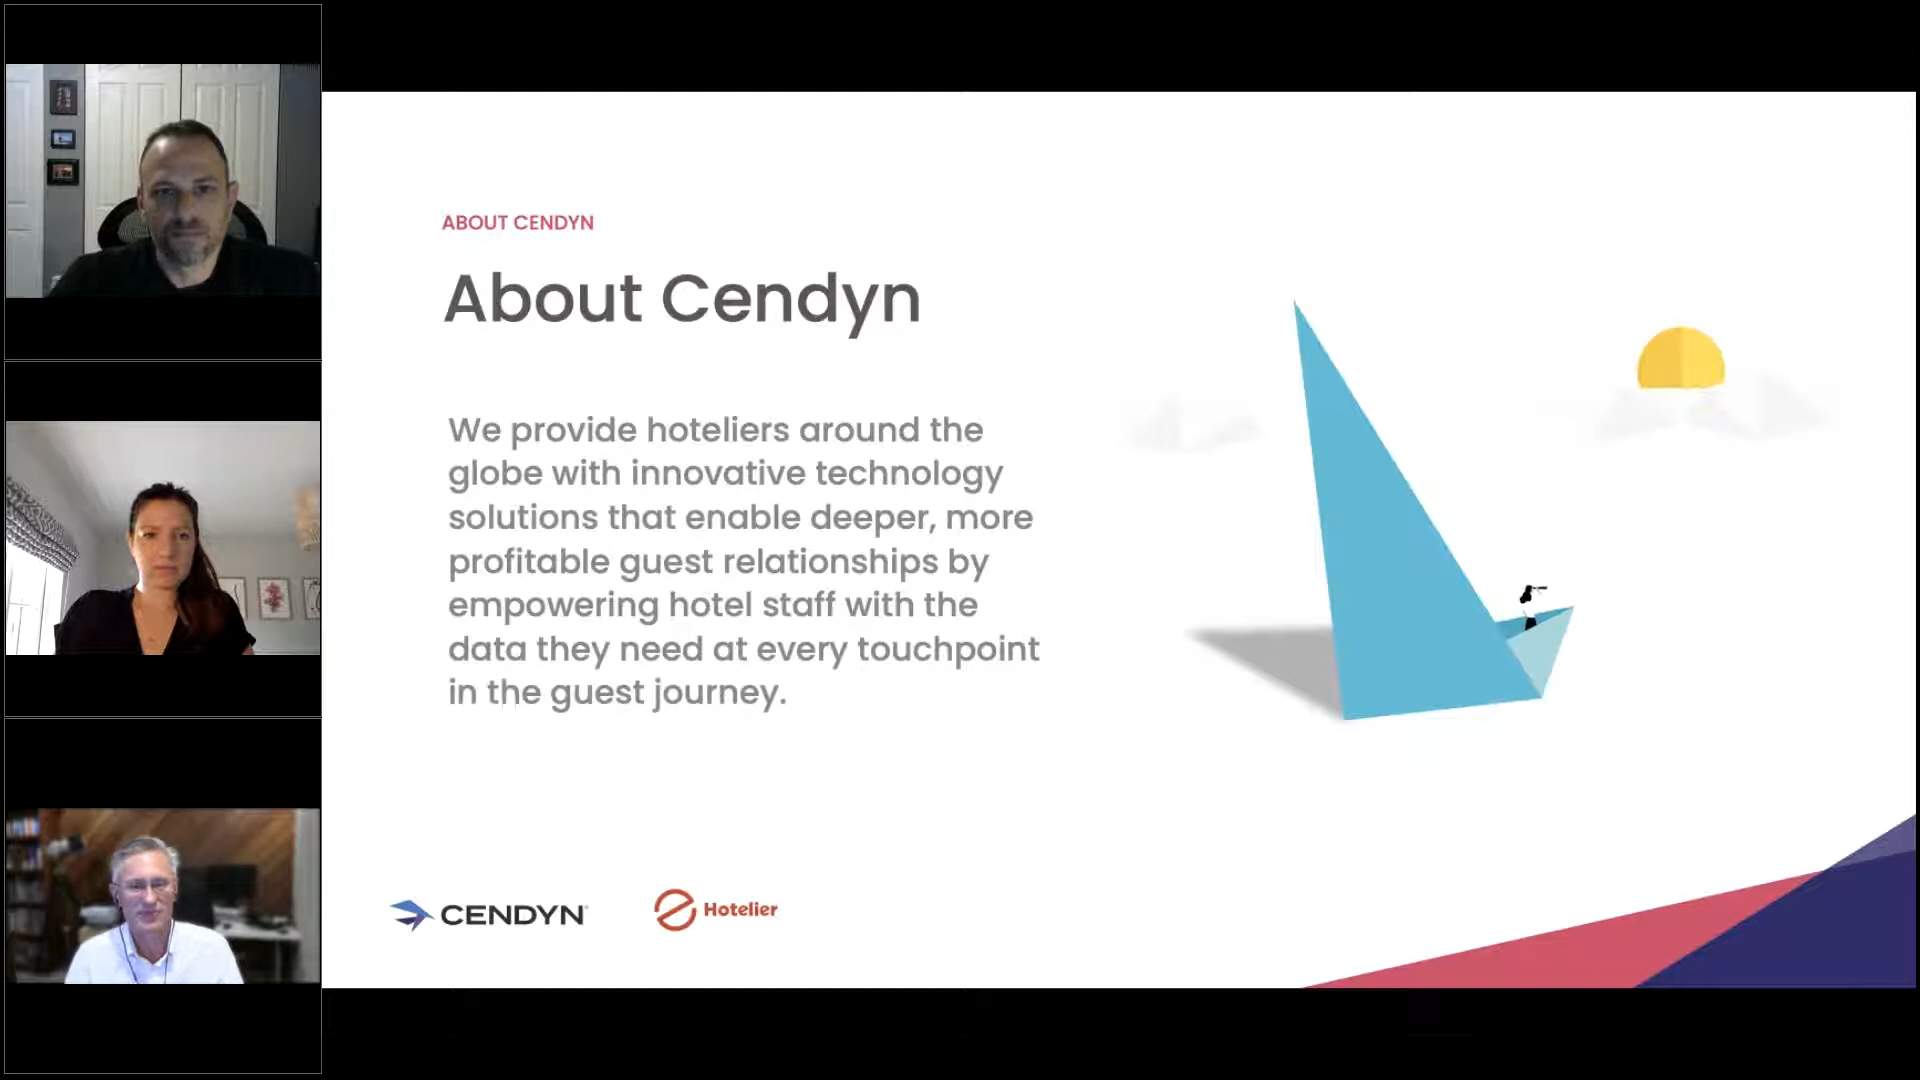 ABOUT CENDYN
About Cendyn
We provide hoteliers around the
globe with innovative technology
solutions that enable deeper, more
profitable guest relationships by
empowering hotel staff with the
data they need at every touchpoint
in the guest journey.
CENDYN
Hotelier